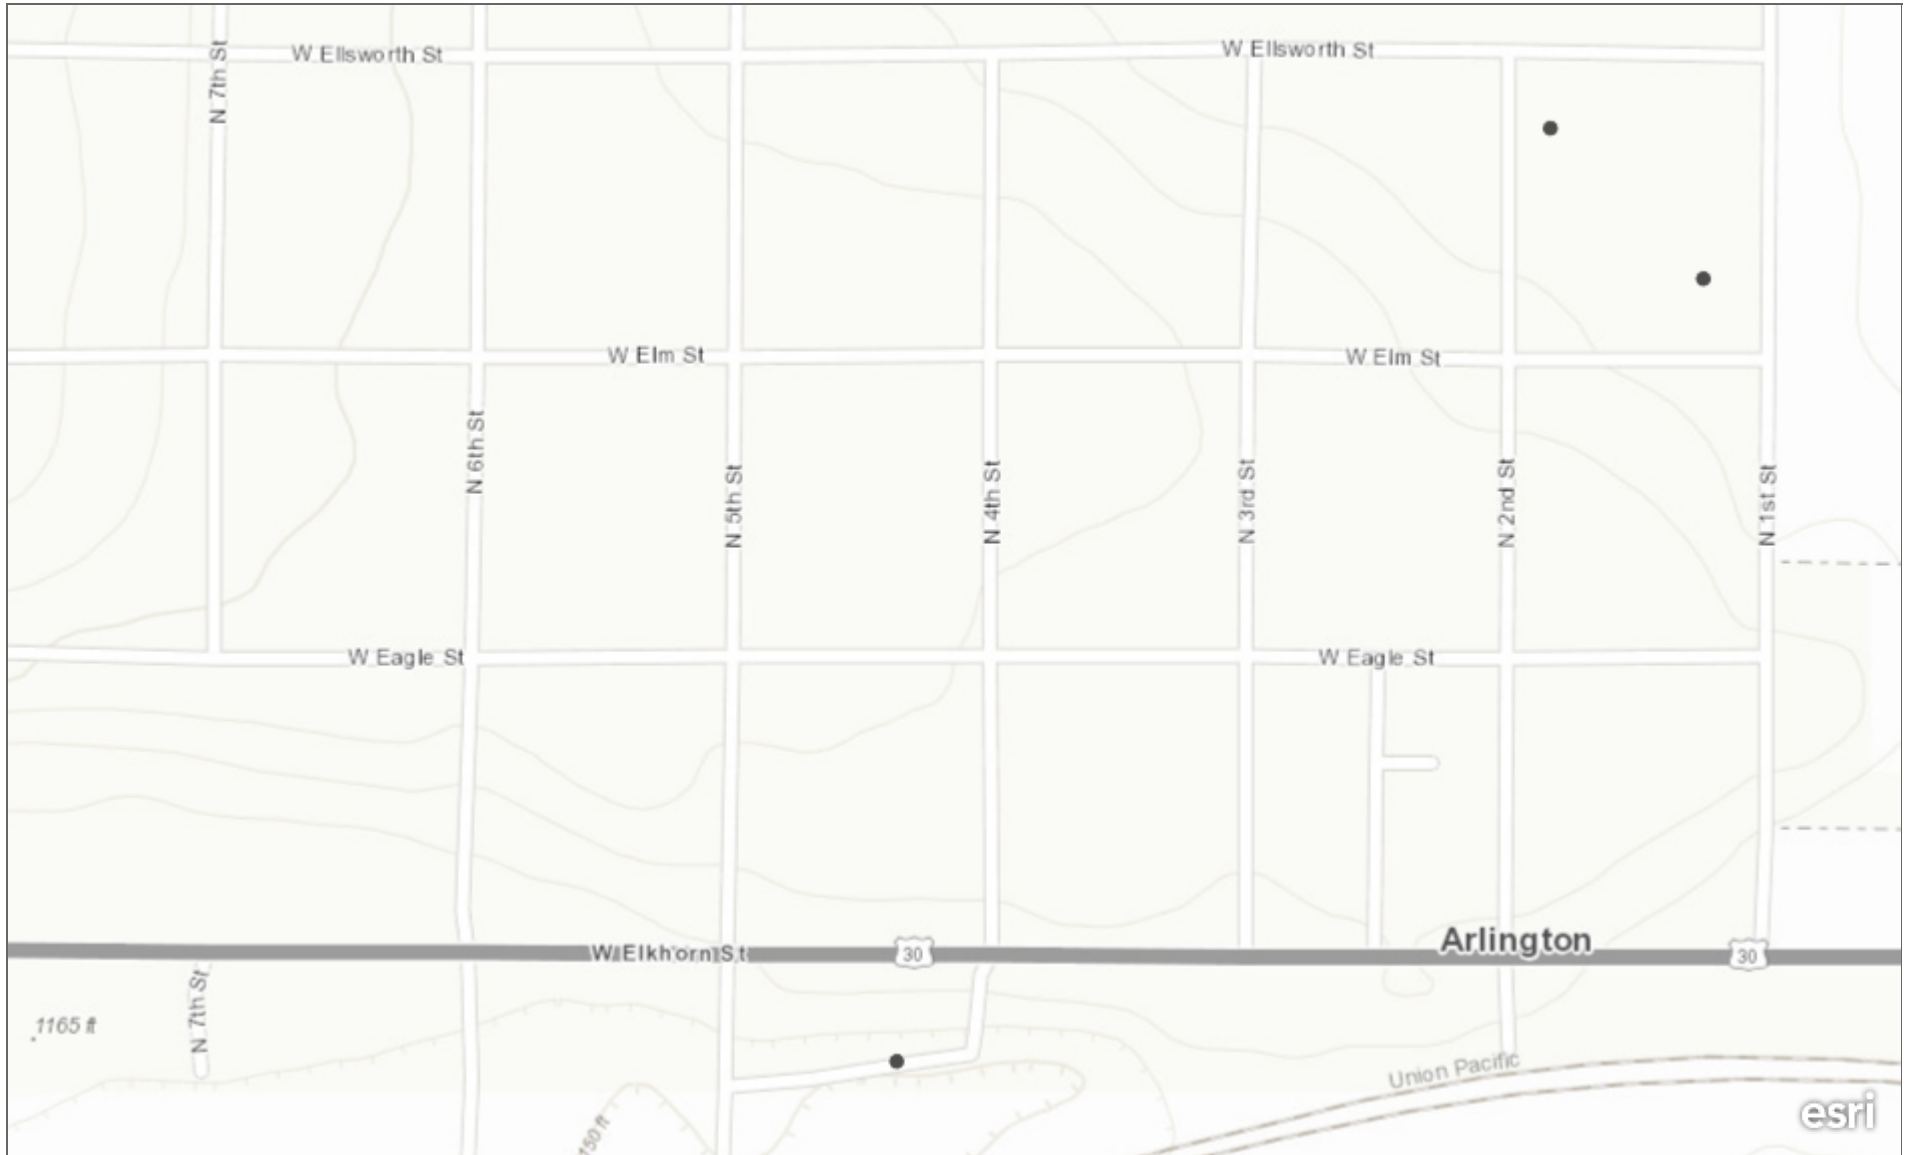 W Ellsworth St
W Ellsworth St
N 7th St
W Elm St
W Elm St
N 6th St
N 5th St
N 4th St
N 3rd St
N 2nd St
N 1st St
W Eagle St
W Eagle St
W Elkhorn St
30
Arlington
30
N 7th St
1165 ft
Union Pacific
150 ft
esri